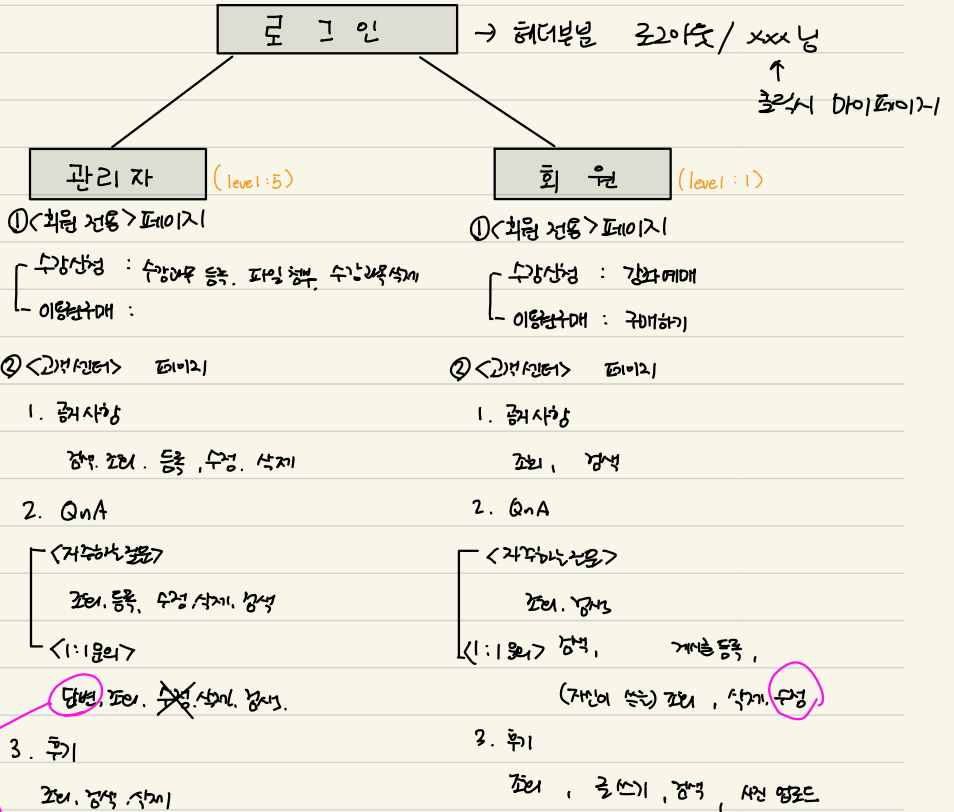 로그인 → 헤더부분 로그아웃/ xxx 님
↑
클릭시 마이페이지
관리자 (level:5)
① <회원 전용> 페이지
수강신청 : 수강과목 등록, 파일 첨부, 수강과목삭제
이용권구매 :
② <고객센터> 페이지
1. 공지사항
검색, 조회, 등록, 수정, 삭제
2. QnA
<자주하는질문>
조회, 등록, 수정, 삭제, 검색
<1:1문의>
답변, 조회, 수정, 삭제, 검색.
3. 후기
조회, 검색, 삭제
회원 (level:1)
① <회원 전용> 페이지
수강신청 : 강좌예매
이용권구매 : 구매하기
② <고객센터> 페이지
1. 공지사항
조회, 검색
2. QnA
<자주하는질문>
조회, 검색
<1:1문의> 검색, 게시글 등록,
(자신이 쓰는) 조회, 삭제, 수정
3. 후기
조회, 글쓰기, 검색, 사진 업로드